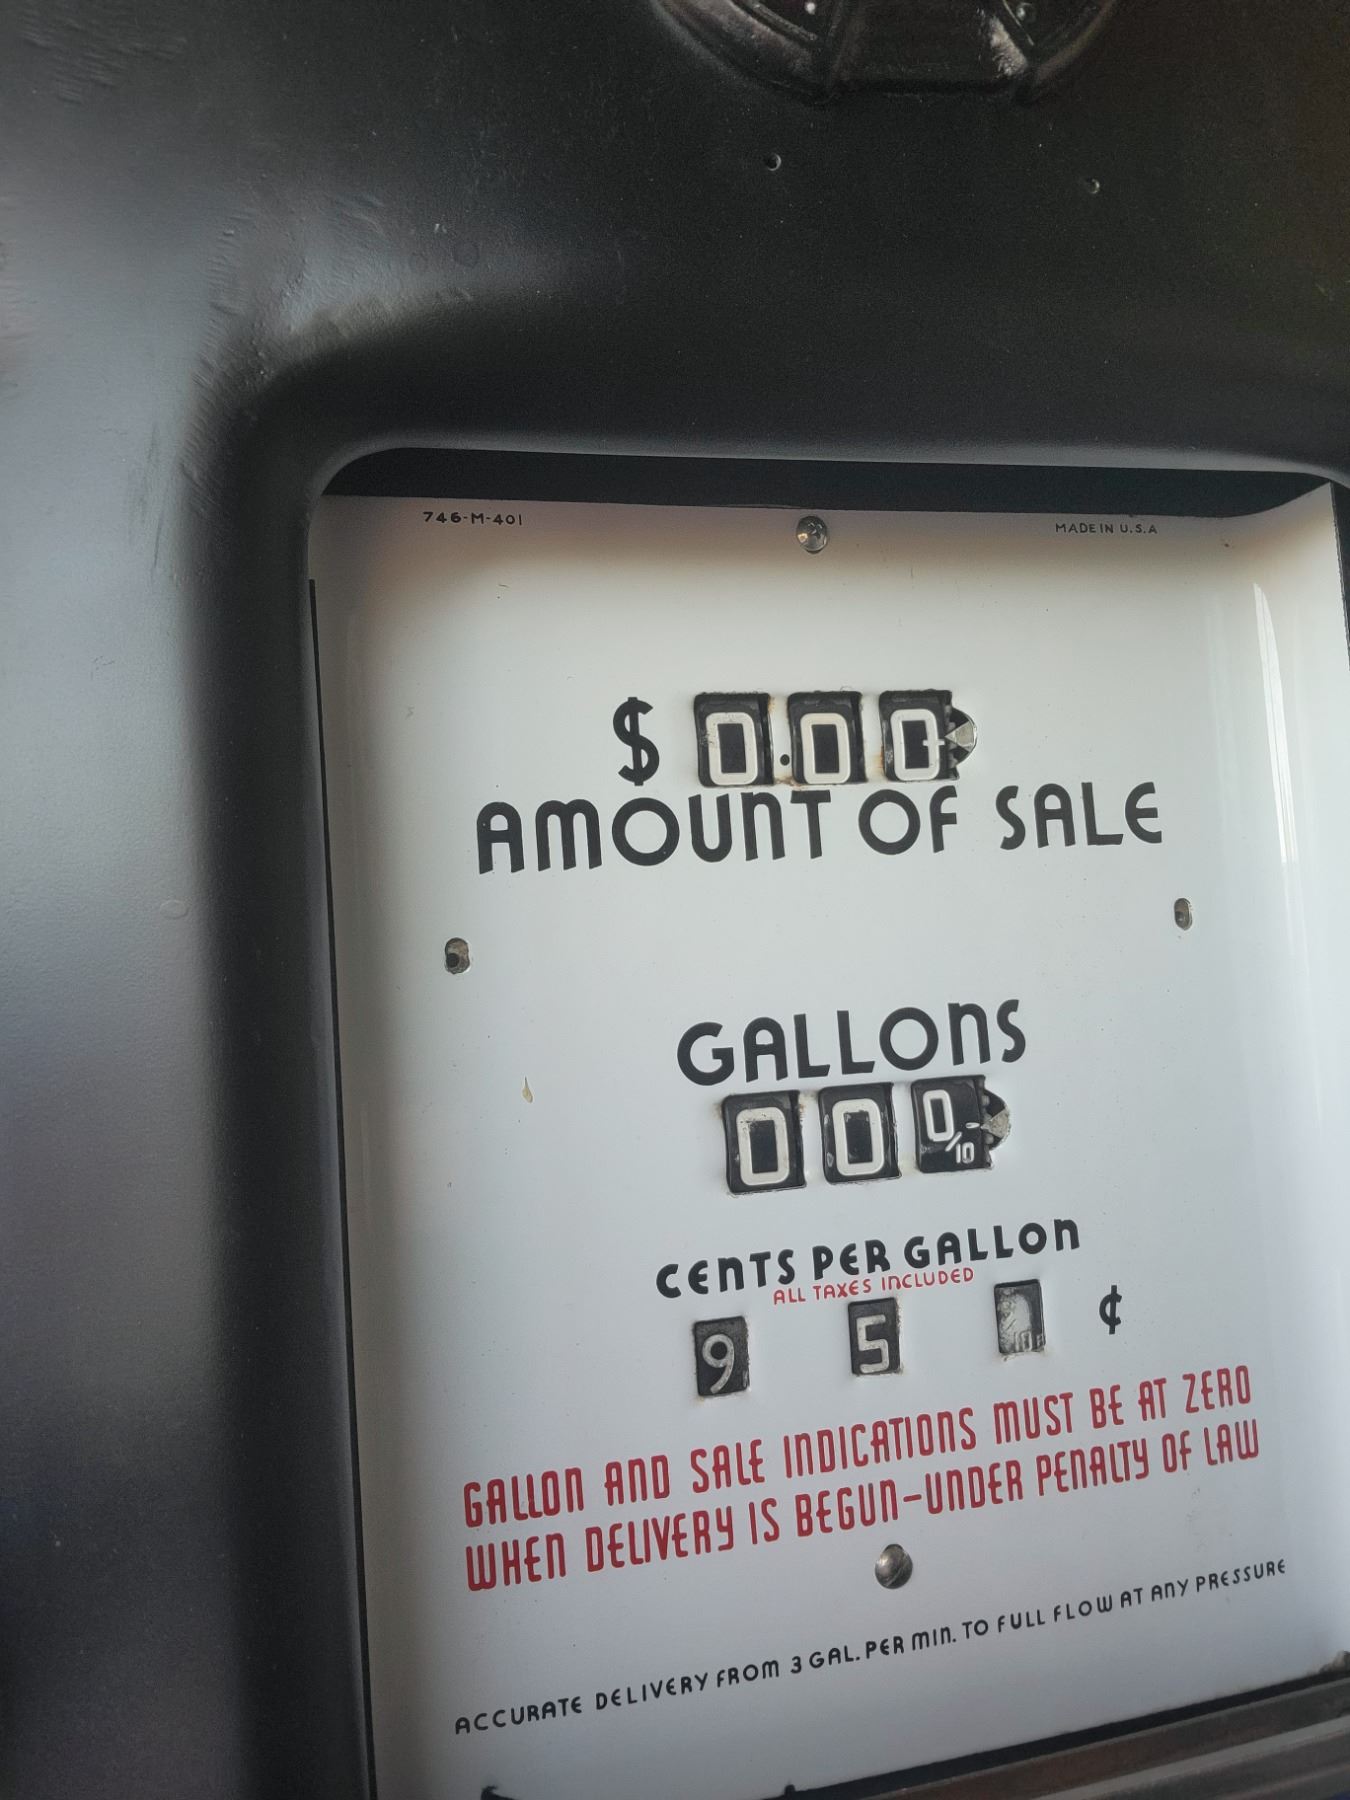 746-M-401 MADE IN U.S.A
$ 0.00
AMOUNT OF SALE
GALLONS
00 0/10
CENTS PER GALLON
ALL TAXES INCLUDED
9 5 ¢
GALLON AND SALE INDICATIONS MUST BE AT ZERO
WHEN DELIVERY IS BEGUN-UNDER PENALTY OF LAW
ACCURATE DELIVERY FROM 3 GAL. PER MIN. TO FULL FLOW AT ANY PRESSURE